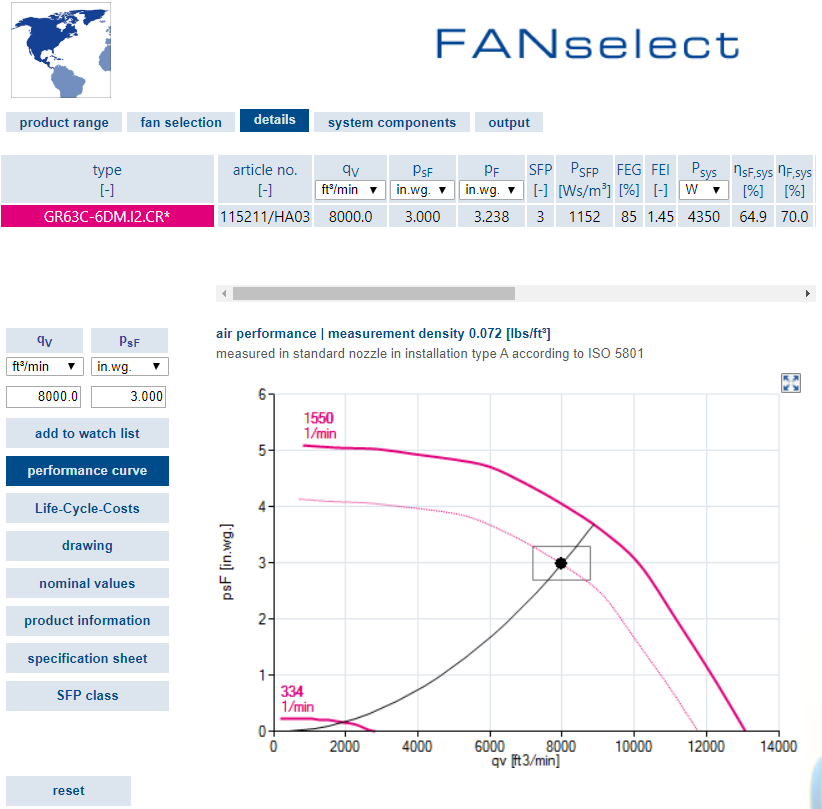 FANselect
product range fan selection details system components output
type article no. qV psF pF SFP PSFP FEG FEI Psys ηsF,sys ηF,sys
[-] [-] ft³/min in.wg. in.wg. [-] [Ws/m³] [%] [-] W [%] [%]
GR63C-6DM.I2.CR* 115211/HA03 8000.0 3.000 3.238 3 1152 85 1.45 4350 64.9 70.0
qV psF
ft³/min in.wg.
8000.0 3.000
add to watch list
performance curve
Life-Cycle-Costs
drawing
nominal values
product information
specification sheet
SFP class
reset
air performance | measurement density 0.072 [lbs/ft³]
measured in standard nozzle in installation type A according to ISO 5801
6
1550
1/min
5
4
3
2
1
334
1/min
0
psF [in.wg.]
0 2000 4000 6000 8000 10000 12000 14000
qv [ft3/min]